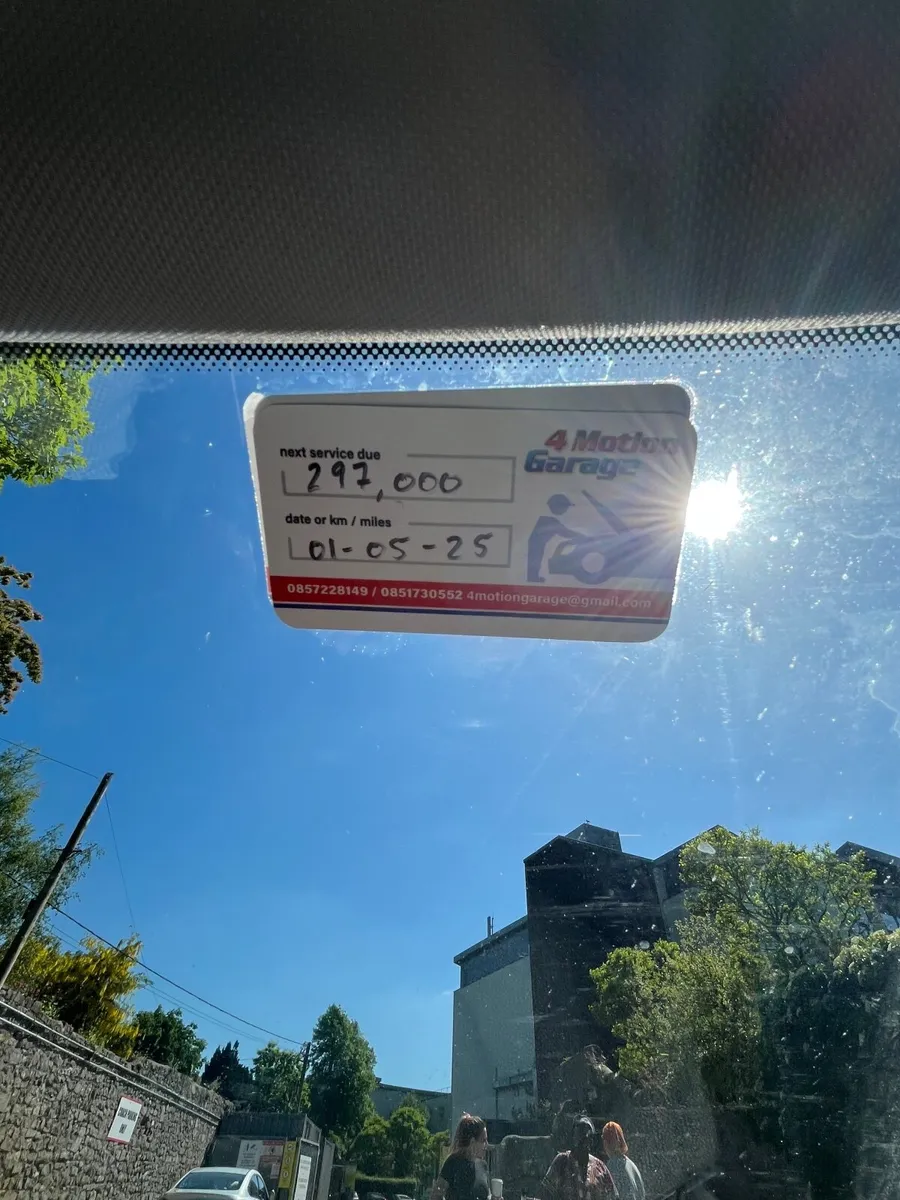 4 Motion
Garage
next service due
297,000
date or km / miles
01-05-25
0857228149 / 0851730552 4motiongarage@gmail.com